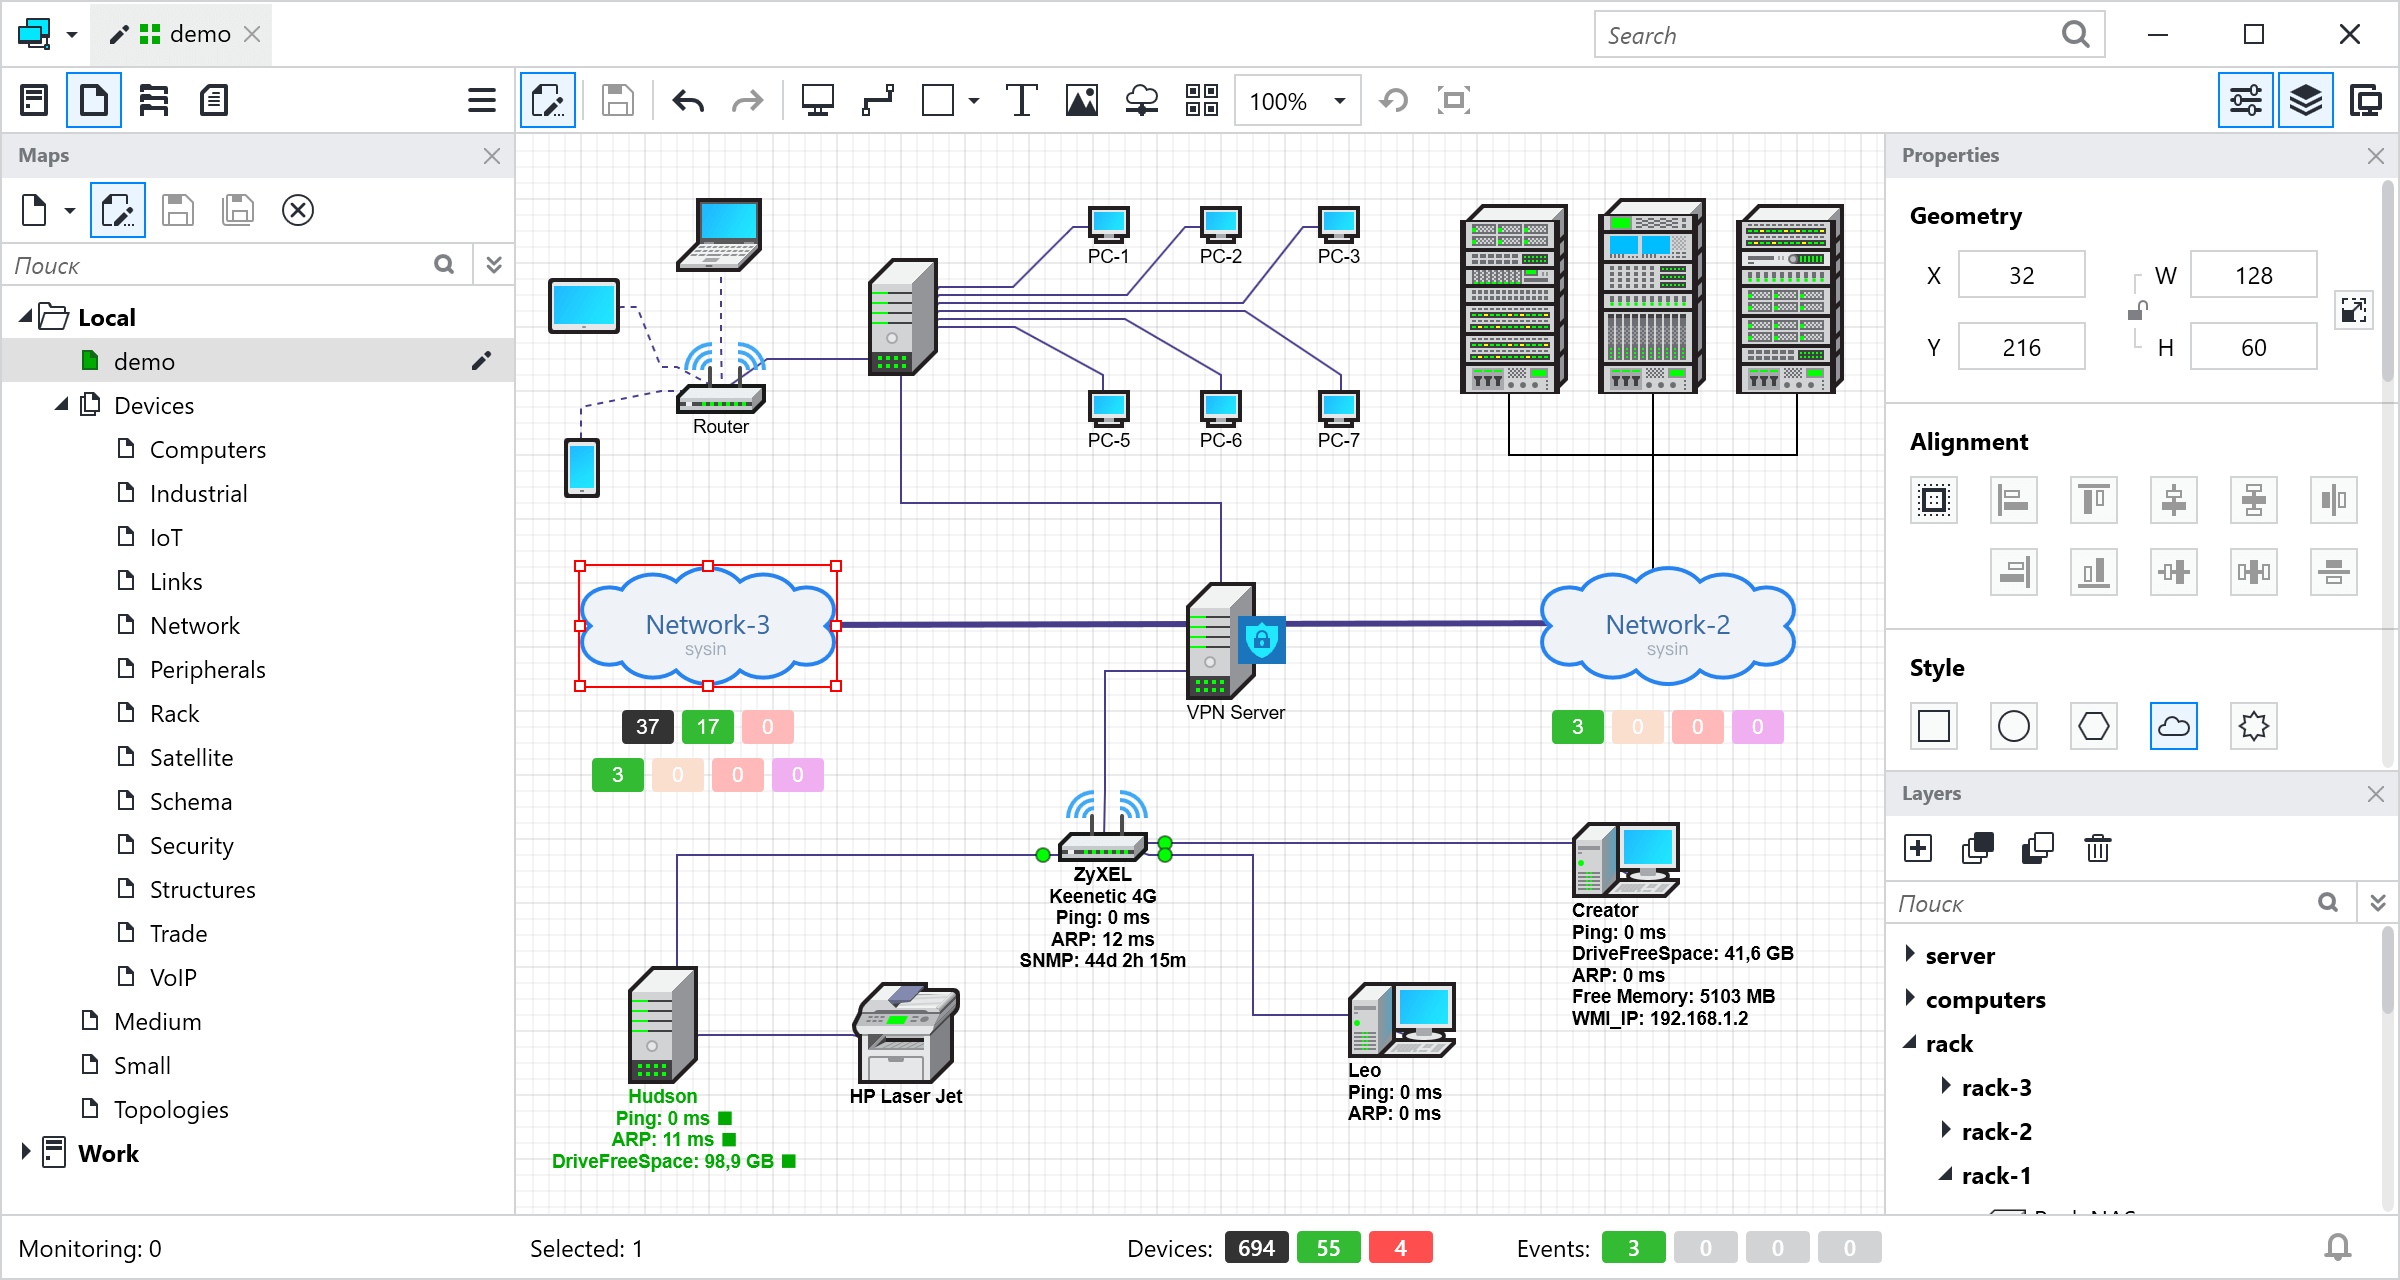 demo
Search
100%
Maps
Поиск
Local
demo
Devices
Computers
Industrial
IoT
Links
Network
Peripherals
Rack
Satellite
Schema
Security
Structures
Trade
VoIP
Medium
Small
Topologies
Work
PC-1
PC-2
PC-3
Router
PC-5
PC-6
PC-7
Network-3
sysin
37 17 0
3 0 0 0
VPN Server
Network-2
sysin
3 0 0 0
ZyXEL
Keenetic 4G
Ping: 0 ms
ARP: 12 ms
SNMP: 44d 2h 15m
Creator
Ping: 0 ms
DriveFreeSpace: 41,6 GB
ARP: 0 ms
Free Memory: 5103 MB
WMI_IP: 192.168.1.2
Hudson
Ping: 0 ms
ARP: 11 ms
DriveFreeSpace: 98,9 GB
HP Laser Jet
Leo
Ping: 0 ms
ARP: 0 ms
Properties
Geometry
X 32 W 128
Y 216 H 60
Alignment
Style
Layers
Поиск
server
computers
rack
rack-3
rack-2
rack-1
Monitoring: 0
Selected: 1
Devices: 694 55 4
Events: 3 0 0 0